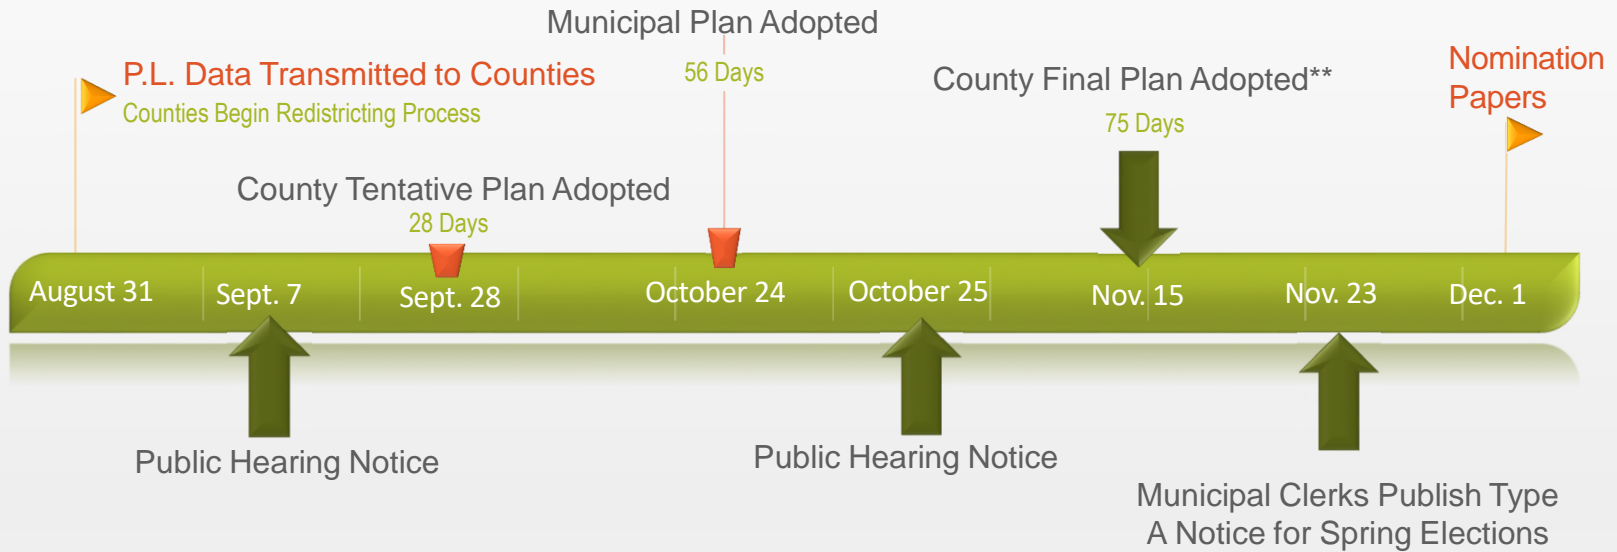 Municipal Plan Adopted
56 Days
P.L. Data Transmitted to Counties
Counties Begin Redistricting Process
County Final Plan Adopted**
75 Days
Nomination
Papers
County Tentative Plan Adopted
28 Days
August 31
Sept. 7
Sept. 28
October 24
October 25
Nov. 15
Nov. 23
Dec. 1
Public Hearing Notice
Public Hearing Notice
Municipal Clerks Publish Type
A Notice for Spring Elections